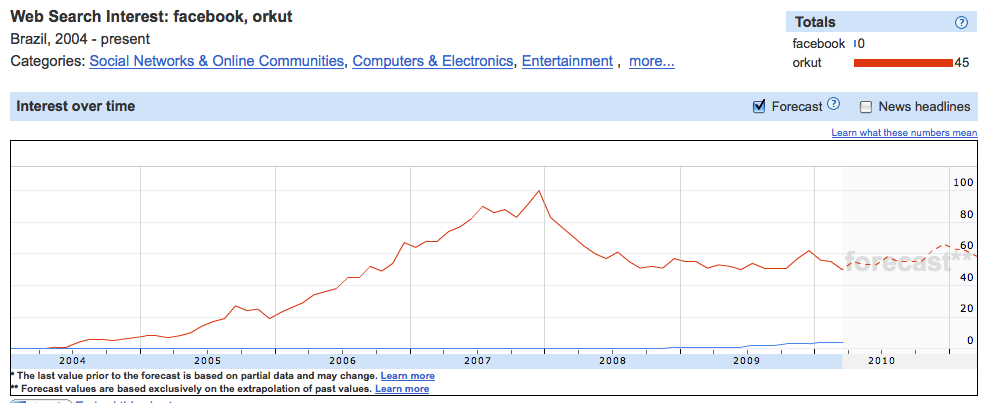 Web Search Interest: facebook, orkut
Totals
Brazil, 2004 - present
facebook 0
Categories: Social Networks & Online Communities, Computers & Electronics, Entertainment , more...
orkut 45
Interest over time
Forecast ? News headlines
Learn what these numbers mean
100
80
60
40
20
0
forecast**
2004 2005 2006 2007 2008 2009 2010
* The last value prior to the forecast is based on partial data and may change. Learn more
** Forecast values are based exclusively on the extrapolation of past values. Learn more